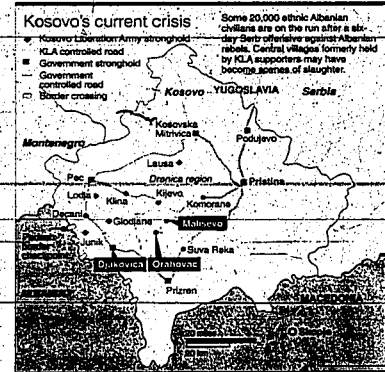 Kosovo's current crisis
Kosovo Liberation Army stronghold
KLA controlled road
Government stronghold
Government
controlled road
Border crossing
Some 20,000 ethnic Albanian
civilians are on the run after a six-
day Serb offensive against Albanian
rebels. Central villages formerly held
by KLA supporters may have
become scenes of slaughter.
Kosovo YUGOSLAVIA Serbia
Kosovska
Mitrivica
Podujevo
Montenegro
Lausa
Drenica region
Pec
Pristina
Lodja
Klina
Kijevo
Komorane
Decani
Glodjane
Malisevo
Junik
Suva Reka
Djakovica
Orahovac
Prizren
MACEDONIA
Skopje